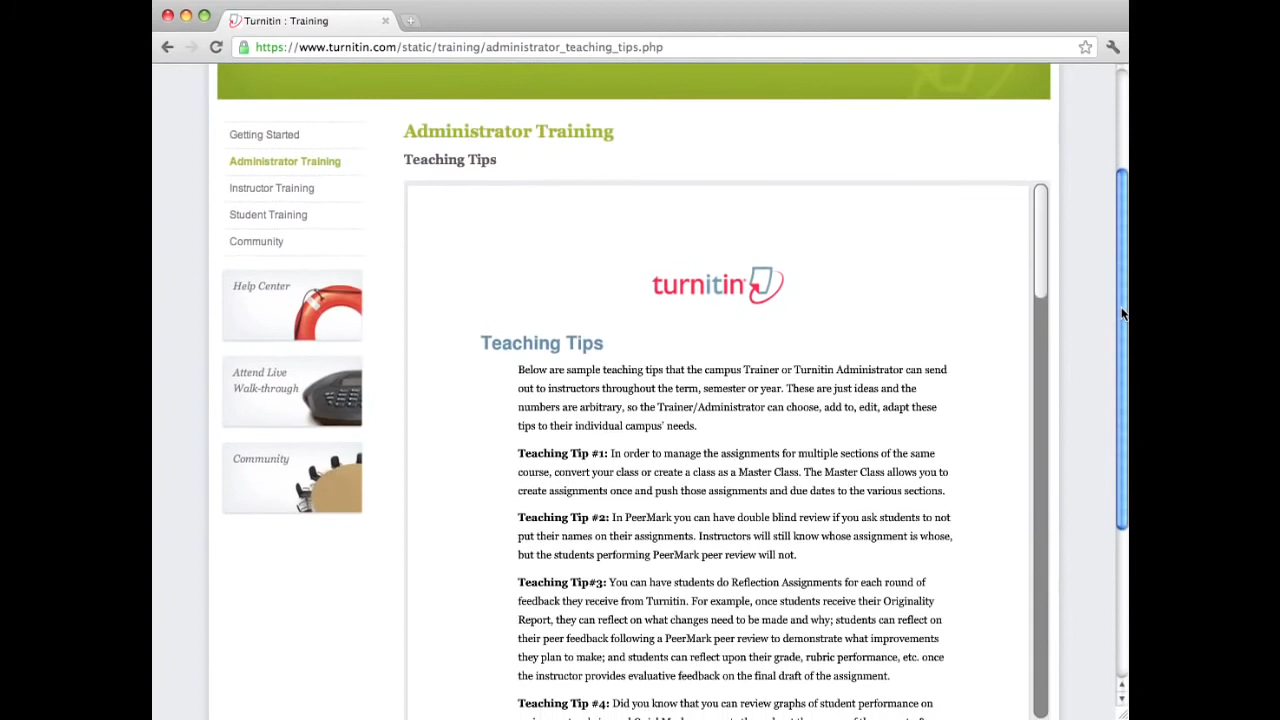 Turnitin : Training
https://www.turnitin.com/static/training/administrator_teaching_tips.php
Getting Started
Administrator Training
Instructor Training
Student Training
Community
Help Center
Attend Live
Walk-through
Community
Administrator Training
Teaching Tips
turnitin
Teaching Tips
Below are sample teaching tips that the campus Trainer or Turnitin Administrator can send
out to instructors throughout the term, semester or year. These are just ideas and the
numbers are arbitrary, so the Trainer/Administrator can choose, add to, edit, adapt these
tips to their individual campus' needs.
Teaching Tip #1: In order to manage the assignments for multiple sections of the same
course, convert your class or create a class as a Master Class. The Master Class allows you to
create assignments once and push those assignments and due dates to the various sections.
Teaching Tip #2: In PeerMark you can have double blind review if you ask students to not
put their names on their assignments. Instructors will still know whose assignment is whose,
but the students performing PeerMark peer review will not.
Teaching Tip#3: You can have students do Reflection Assignments for each round of
feedback they receive from Turnitin. For example, once students receive their Originality
Report, they can reflect on what changes need to be made and why; students can reflect on
their peer feedback following a PeerMark peer review to demonstrate what improvements
they plan to make; and students can reflect upon their grade, rubric performance, etc. once
the instructor provides evaluative feedback on the final draft of the assignment.
Teaching Tip #4: Did you know that you can review graphs of student performance on